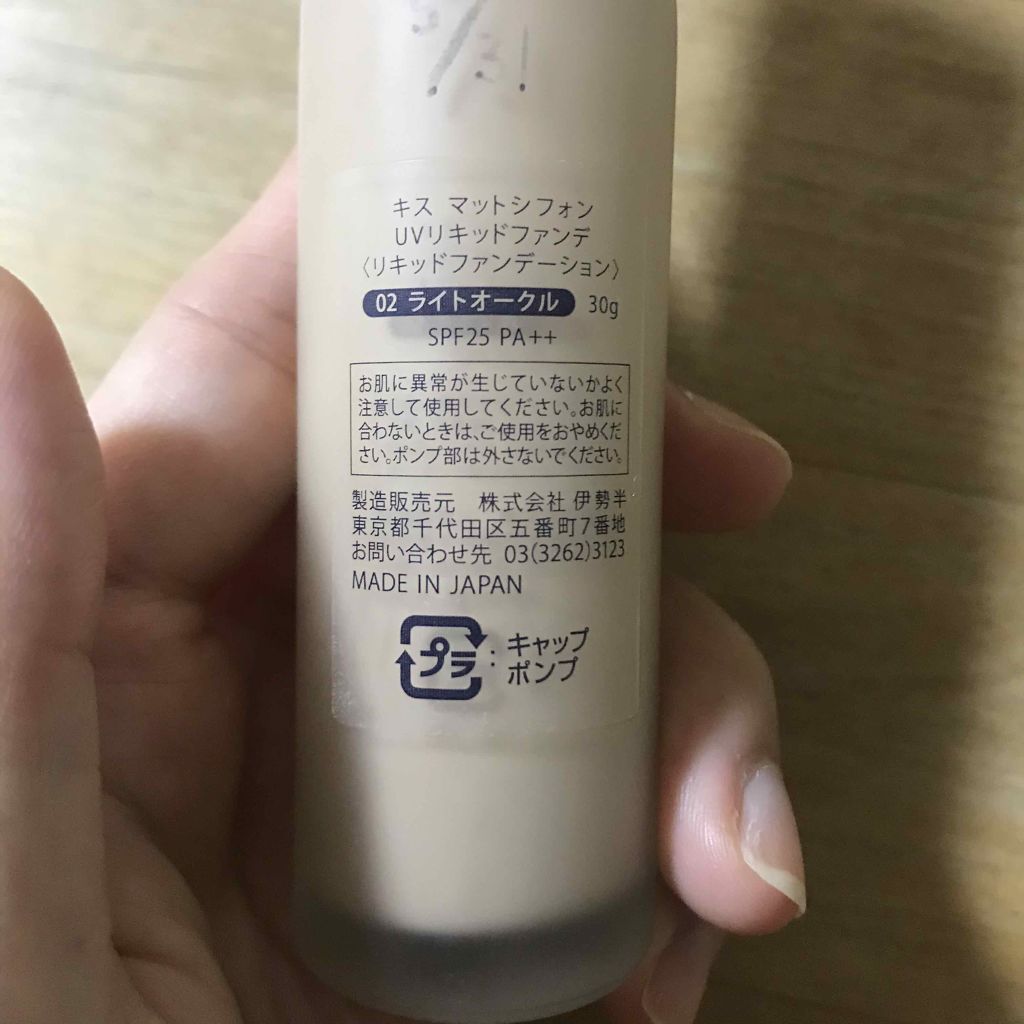 5/31
キス マットシフォン
UVリキッドファンデ
〈リキッドファンデーション〉
02 ライトオークル 30g
SPF25 PA++
お肌に異常が生じていないかよく
注意して使用してください。お肌に
合わないときは、ご使用をおやめくだ
さい。ポンプ部は外さないでください。
製造販売元 株式会社 伊勢半
東京都千代田区五番町7番地
お問い合わせ先 03(3262)3123
MADE IN JAPAN
プラ : キャップ
ポンプ